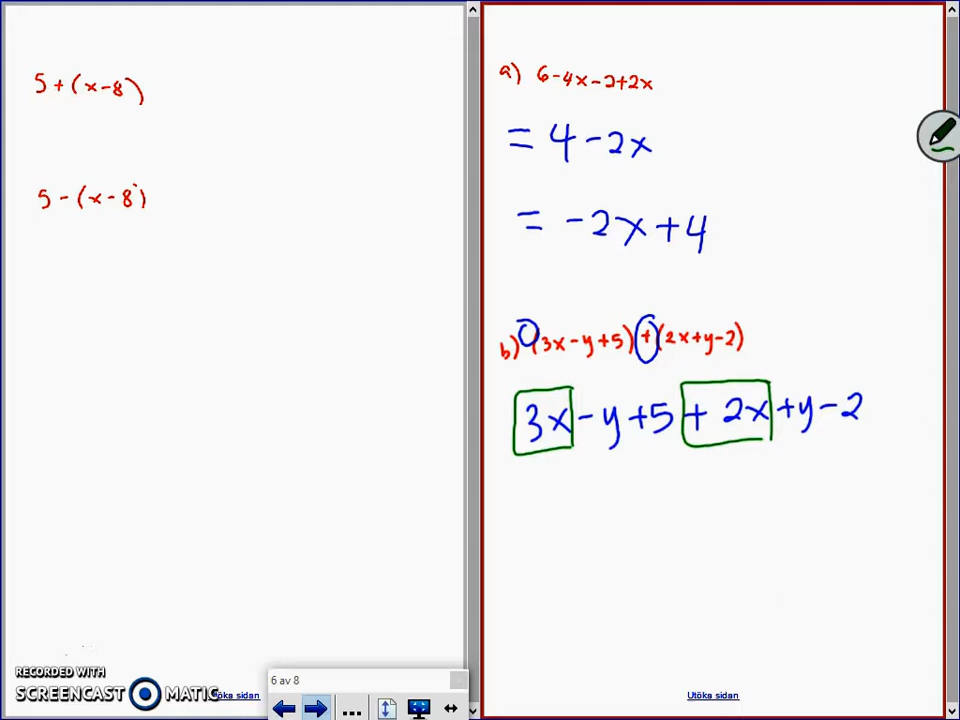 5+(x-8)
5-(x-8)
RECORDED WITH
SCREENCAST MATIC
Utöka sidan
6 av 8
a) 6-4x-2+2x
= 4-2x
= -2x+4
b) (3x-y+5)+(2x+y-2)
3x-y+5+2x+y-2
Utöka sidan